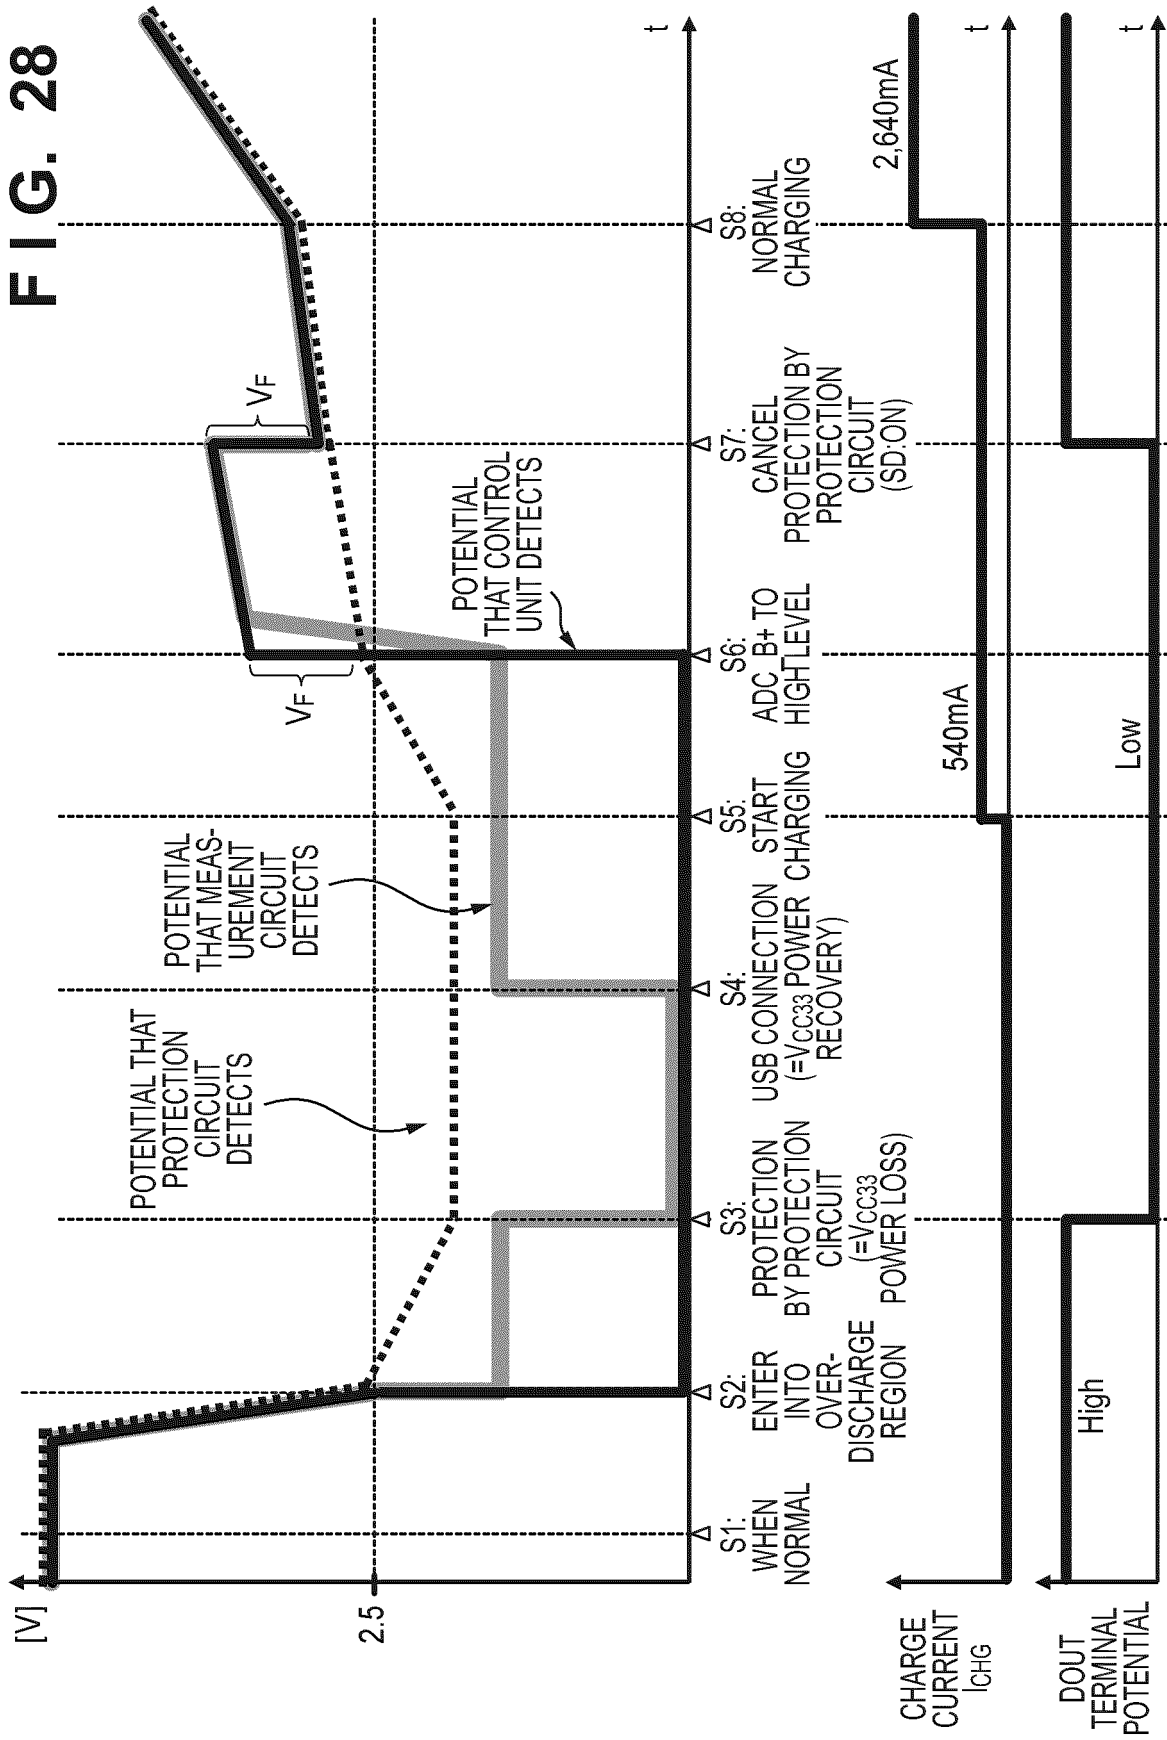 FIG. 28
[V]
2.5
POTENTIAL THAT
PROTECTION
CIRCUIT
DETECTS
POTENTIAL
THAT MEAS-
UREMENT
CIRCUIT
DETECTS
VF
POTENTIAL
THAT CONTROL
UNIT DETECTS
VF
t
S1:
WHEN
NORMAL
S2:
ENTER
INTO
OVER-
DISCHARGE
REGION
S3:
PROTECTION
BY PROTECTION
CIRCUIT
(=VCC33
POWER LOSS)
S4:
USB CONNECTION
(=VCC33 POWER
RECOVERY)
S5:
START
CHARGING
S6:
ADC_B+ TO
HIGH LEVEL
S7:
CANCEL
PROTECTION BY
PROTECTION
CIRCUIT
(SD:ON)
S8:
NORMAL
CHARGING
CHARGE
CURRENT
ICHG
540mA
2,640mA
t
DOUT
TERMINAL
POTENTIAL
High
Low
t